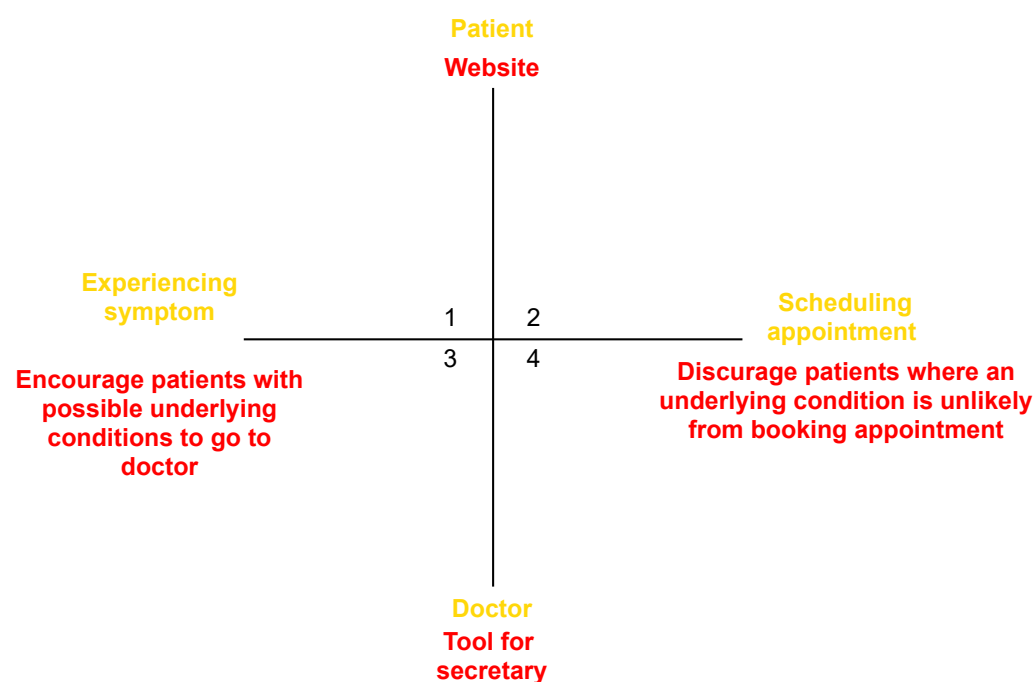 Patient
Website
Experiencing
symptom
Scheduling
appointment
1 2
3 4
Encourage patients with
possible underlying
conditions to go to
doctor
Discurage patients where an
underlying condition is unlikely
from booking appointment
Doctor
Tool for
secretary